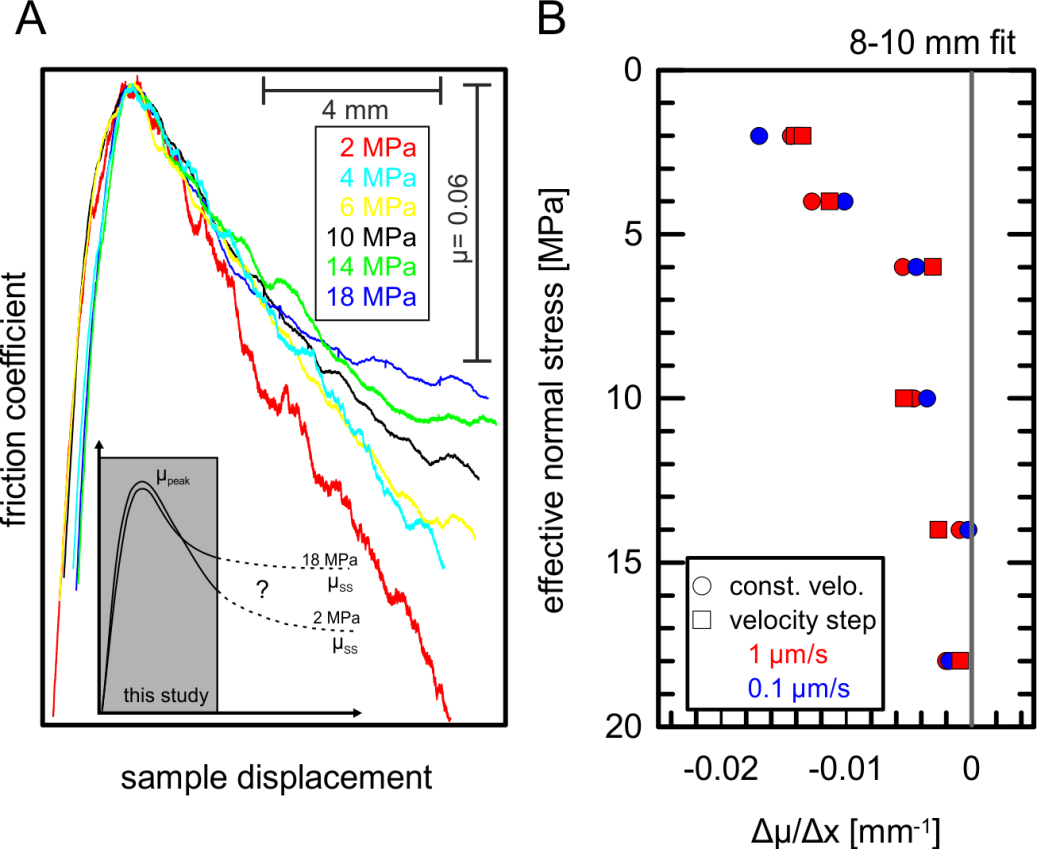 A
4 mm
2 MPa
4 MPa
6 MPa
10 MPa
14 MPa
18 MPa
μ= 0.06
friction coefficient
μpeak
18 MPa
μSS
?
2 MPa
μSS
this study
sample displacement
B
8-10 mm fit
0
5
10
15
20
effective normal stress [MPa]
const. velo.
velocity step
1 μm/s
0.1 μm/s
-0.02
-0.01
0
Δμ/Δx [mm-1]